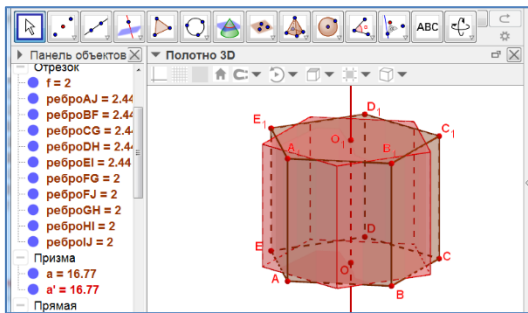 ABC
Панель объектов
Полотно 3D
Отрезок
f = 2
реброAJ = 2.44
реброBF = 2.44
реброCG = 2.44
реброDH = 2.44
реброEI = 2.44
реброFG = 2
реброFJ = 2
реброGH = 2
реброHI = 2
реброIJ = 2
Призма
a = 16.77
a' = 16.77
Прямая
D₁
E₁
C₁
O₁
A₁
B₁
D
E
C
O
A
B